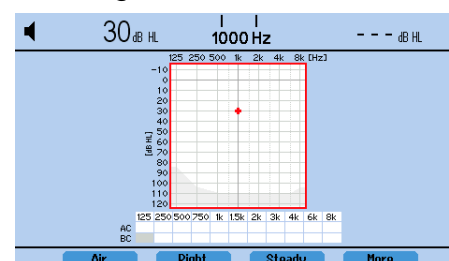 30 dB HL 1000 Hz --- dB HL
125 250 500 1k 2k 4k 8k [Hz]
-10
0
10
20
30
40
50
60
70
80
90
100
110
120
[dB HL]
125 250 500 750 1k 1.5k 2k 3k 4k 6k 8k
AC
BC
Air Right Steady More